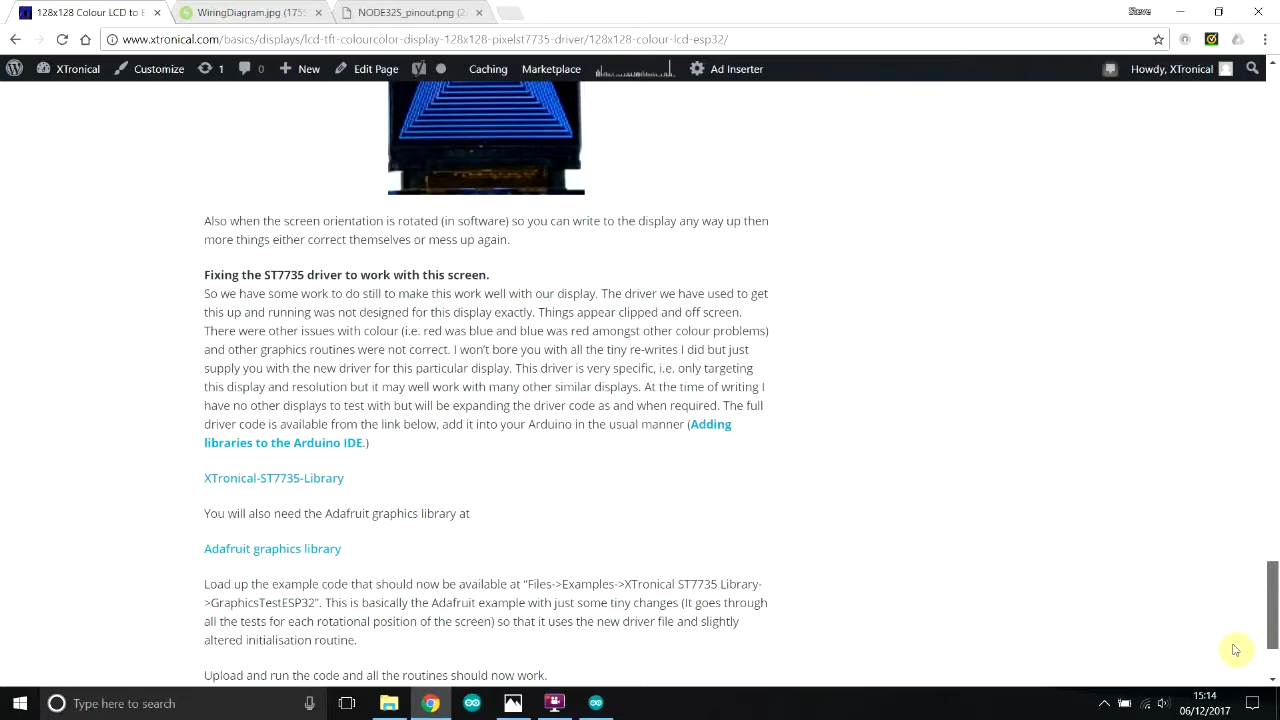 128x128 Colour LCD to E
WiringDiagram.jpg (1755
NODE32S_pinout.png (2
Steve
www.xtronical.com/basics/displays/lcd-tft-colourcolor-display-128x128-pixelst7735-driver/128x128-colour-lcd-esp32/
XTronical Customize 1 0 New Edit Page Caching Marketplace Ad Inserter Howdy, XTronical
Also when the screen orientation is rotated (in software) so you can write to the display any way up then
more things either correct themselves or mess up again.
Fixing the ST7735 driver to work with this screen.
So we have some work to do still to make this work well with our display. The driver we have used to get
this up and running was not designed for this display exactly. Things appear clipped and off screen.
There were other issues with colour (i.e. red was blue and blue was red amongst other colour problems)
and other graphics routines were not correct. I won’t bore you with all the tiny re-writes I did but just
supply you with the new driver for this particular display. This driver is very specific, i.e. only targeting
this display and resolution but it may well work with many other similar displays. At the time of writing I
have no other displays to test with but will be expanding the driver code as and when required. The full
driver code is available from the link below, add it into your Arduino in the usual manner (Adding
libraries to the Arduino IDE.)
XTronical-ST7735-Library
You will also need the Adafruit graphics library at
Adafruit graphics library
Load up the example code that should now be available at “Files->Examples->XTronical ST7735 Library-
>GraphicsTestESP32”. This is basically the Adafruit example with just some tiny changes (It goes through
all the tests for each rotational position of the screen) so that it uses the new driver file and slightly
altered initialisation routine.
Upload and run the code and all the routines should now work.
Type here to search
15:14
06/12/2017